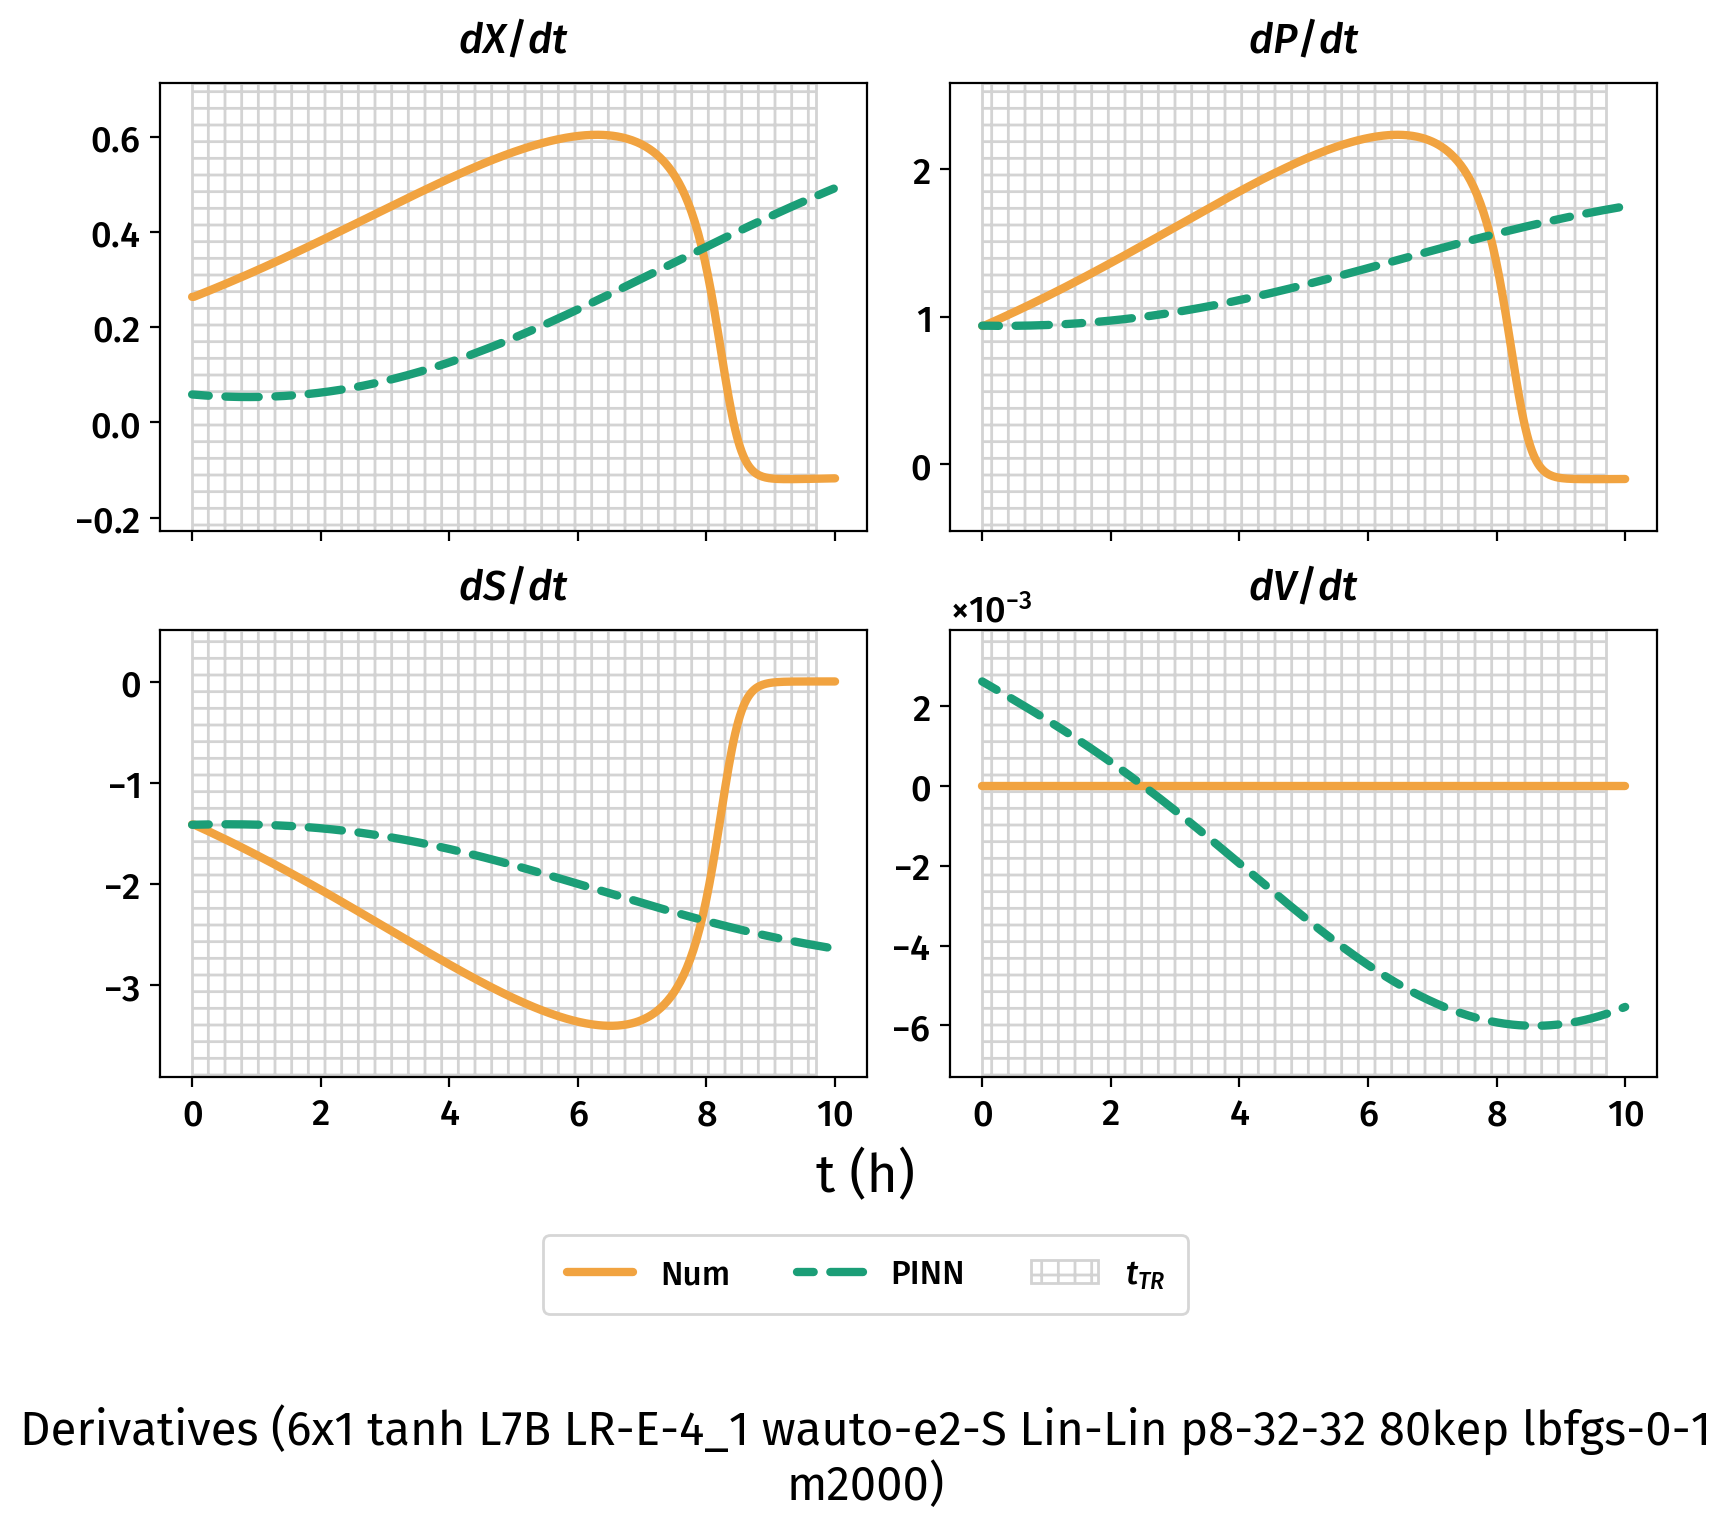 dX/dt
dP/dt
0.6
0.4
0.2
0.0
−0.2
2
1
0
dS/dt
dV/dt
×10⁻³
0
−1
−2
−3
2
0
−2
−4
−6
0 2 4 6 8 10
0 2 4 6 8 10
t (h)
Num PINN t_TR
Derivatives (6x1 tanh L7B LR-E-4_1 wauto-e2-S Lin-Lin p8-32-32 80kep lbfgs-0-1
m2000)